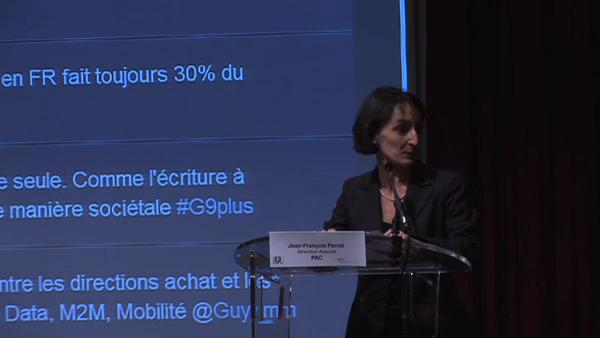 en FR fait toujours 30% du
e seule. Comme l'écriture à
e manière sociétale #G9plus
ntre les directions achat et les
Data, M2M, Mobilité
Jean-François Perret
Directeur Associé
PAC